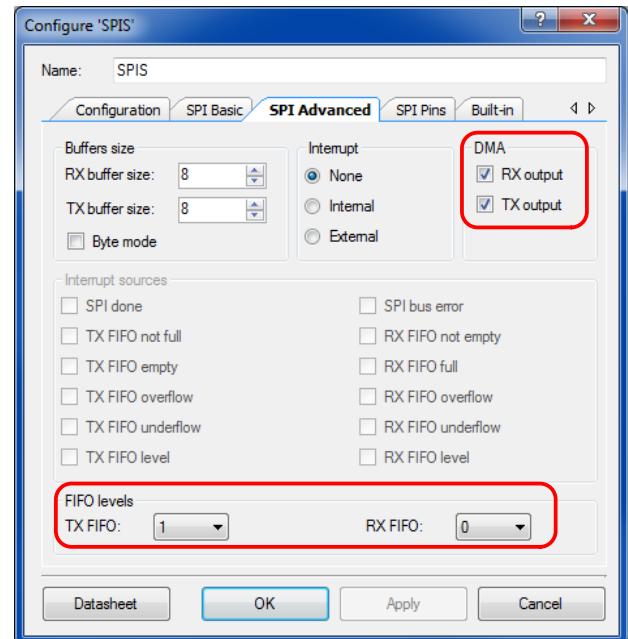 Configure 'SPIS'
?
X
Name: SPIS
Configuration SPI Basic SPI Advanced SPI Pins Built-in
Buffers size Interrupt DMA
RX buffer size: 8 None RX output
TX buffer size: 8 Internal TX output
Byte mode External
Interrupt sources
SPI done SPI bus error
TX FIFO not full RX FIFO not empty
TX FIFO empty RX FIFO full
TX FIFO overflow RX FIFO overflow
TX FIFO underflow RX FIFO underflow
TX FIFO level RX FIFO level
FIFO levels
TX FIFO: 1 RX FIFO: 0
Datasheet OK Apply Cancel